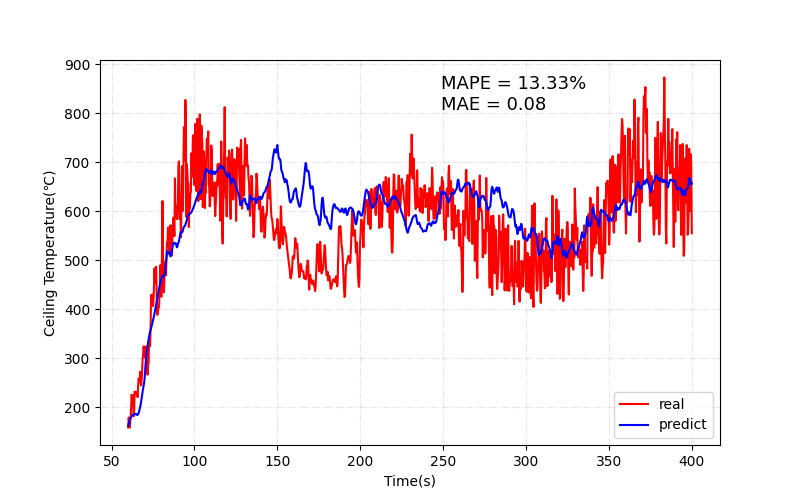 MAPE = 13.33%
MAE = 0.08
900
800
700
600
500
400
300
200
Ceiling Temperature(℃)
50 100 150 200 250 300 350 400
Time(s)
real
predict